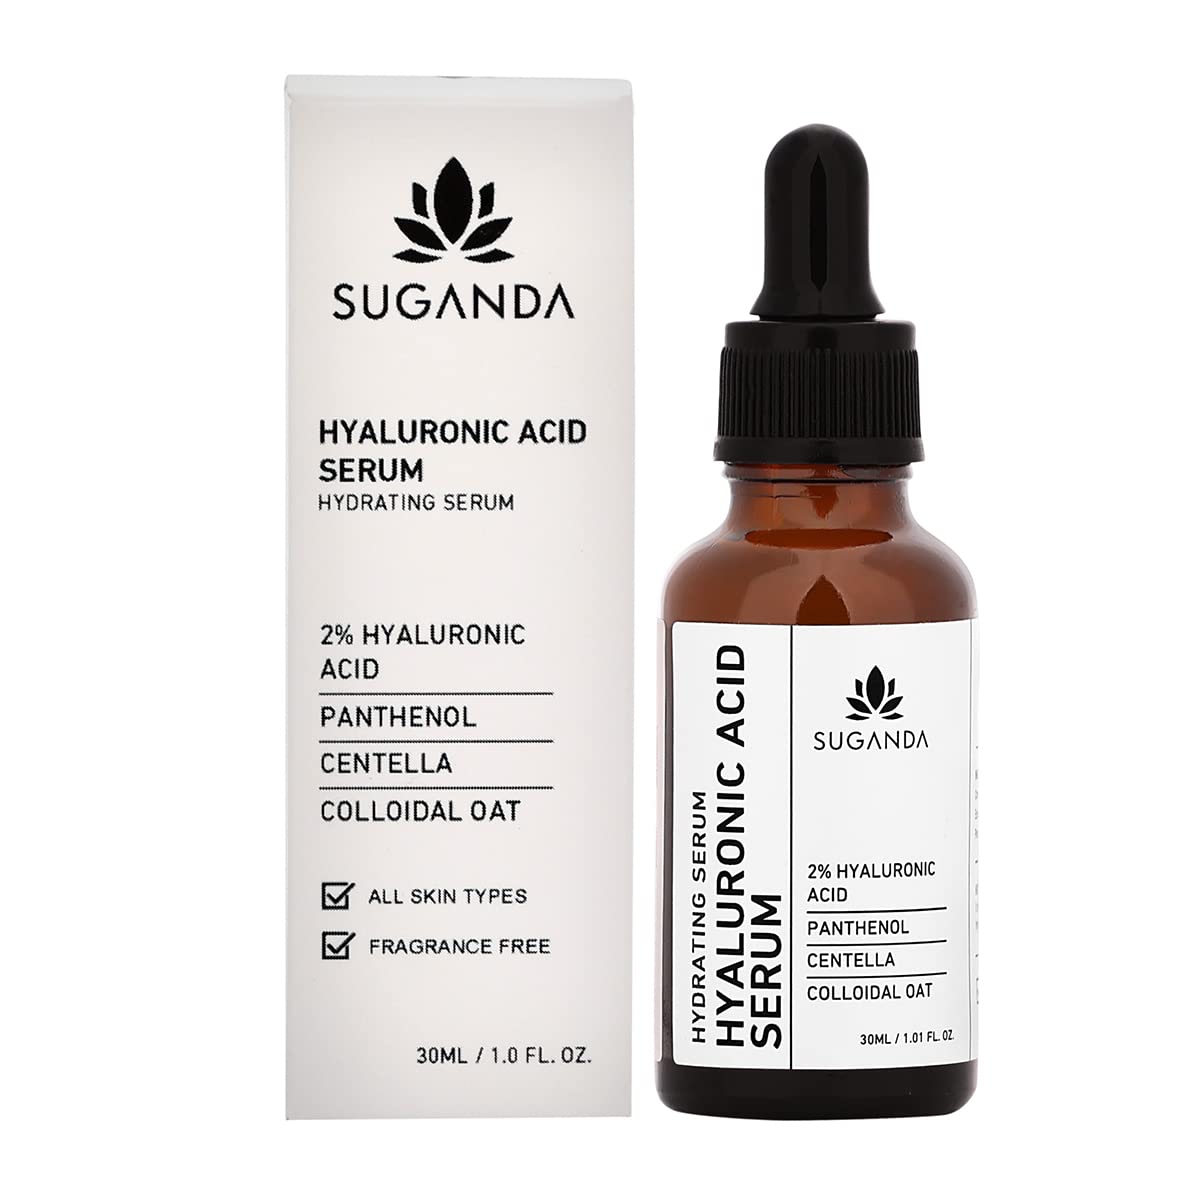 SUGANDA
HYALURONIC ACID
SERUM
HYDRATING SERUM
2% HYALURONIC
ACID
PANTHENOL
CENTELLA
COLLOIDAL OAT
ALL SKIN TYPES
FRAGRANCE FREE
30ML / 1.0 FL. OZ.
HYDRATING SERUM
HYALURONIC ACID
SERUM
SUGANDA
2% HYALURONIC
ACID
PANTHENOL
CENTELLA
COLLOIDAL OAT
30ML / 1.01 FL. OZ.